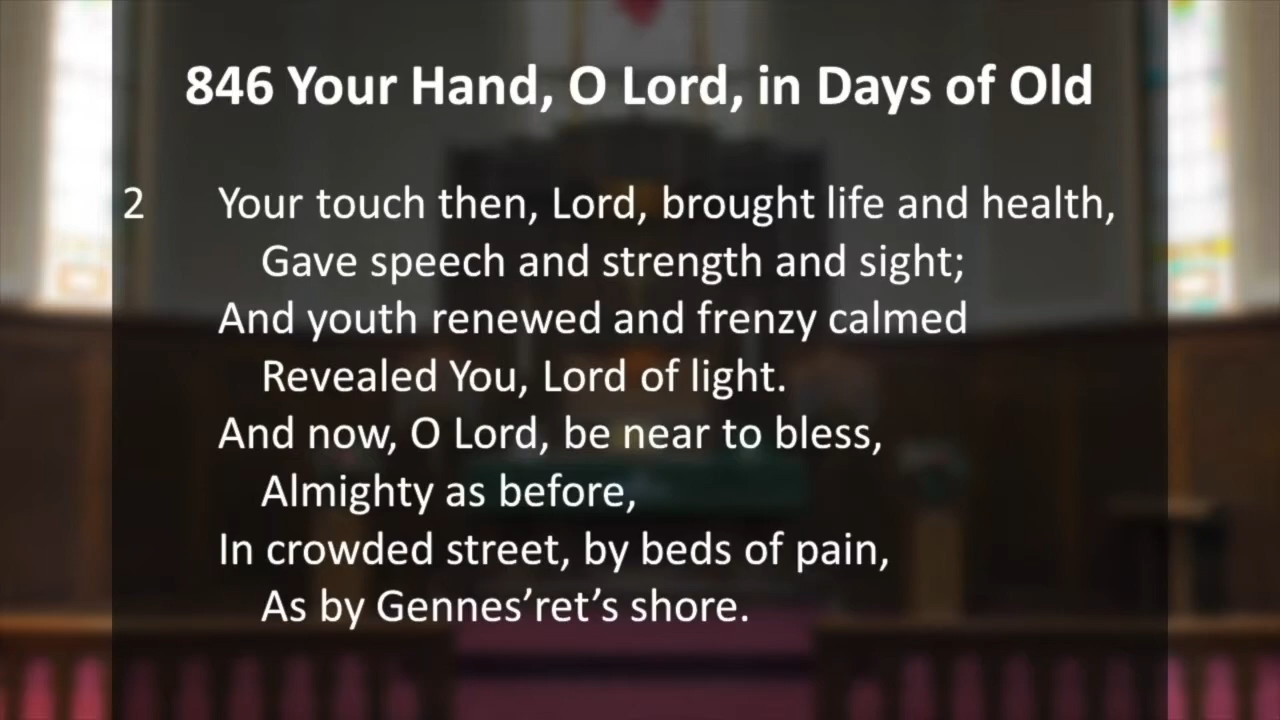 846 Your Hand, O Lord, in Days of Old
2 Your touch then, Lord, brought life and health,
Gave speech and strength and sight;
And youth renewed and frenzy calmed
Revealed You, Lord of light.
And now, O Lord, be near to bless,
Almighty as before,
In crowded street, by beds of pain,
As by Gennes’ret’s shore.